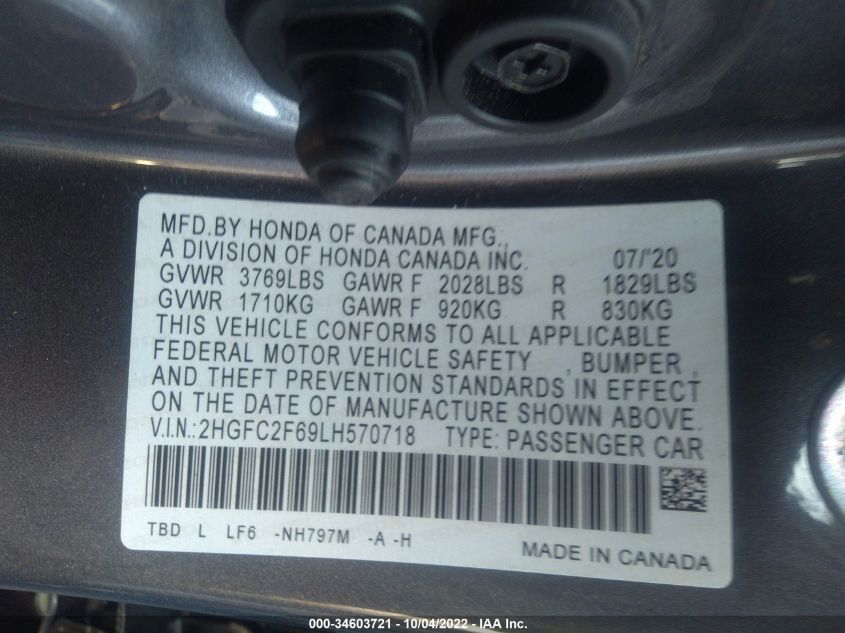 MFD.BY HONDA OF CANADA MFG.,
A DIVISION OF HONDA CANADA INC. 07/'20
GVWR 3769LBS GAWR F 2028LBS R 1829LBS
GVWR 1710KG GAWR F 920KG R 830KG
THIS VEHICLE CONFORMS TO ALL APPLICABLE
FEDERAL MOTOR VEHICLE SAFETY , BUMPER ,
AND THEFT PREVENTION STANDARDS IN EFFECT
ON THE DATE OF MANUFACTURE SHOWN ABOVE.
V.I.N.:2HGFC2F69LH570718 TYPE: PASSENGER CAR
TBD L LF6 -NH797M -A -H
MADE IN CANADA
000-34603721 - 10/04/2022 - IAA Inc.